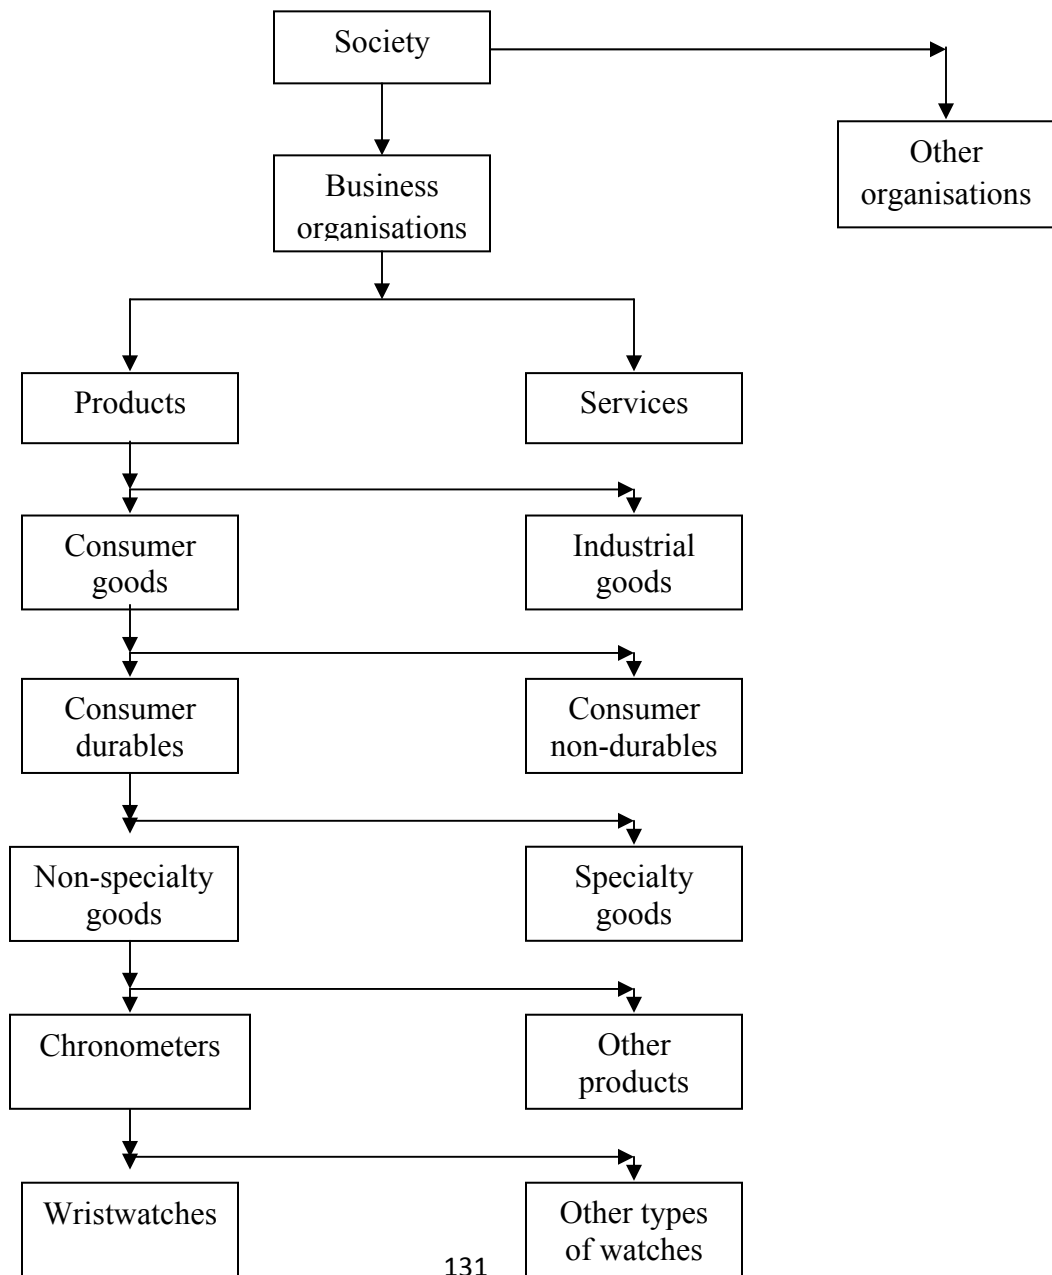 Society
Other
organisations
Business
organisations
Products
Services
Consumer
goods
Industrial
goods
Consumer
durables
Consumer
non-durables
Non-specialty
goods
Specialty
goods
Chronometers
Other
products
Wristwatches
Other types
of watches
131